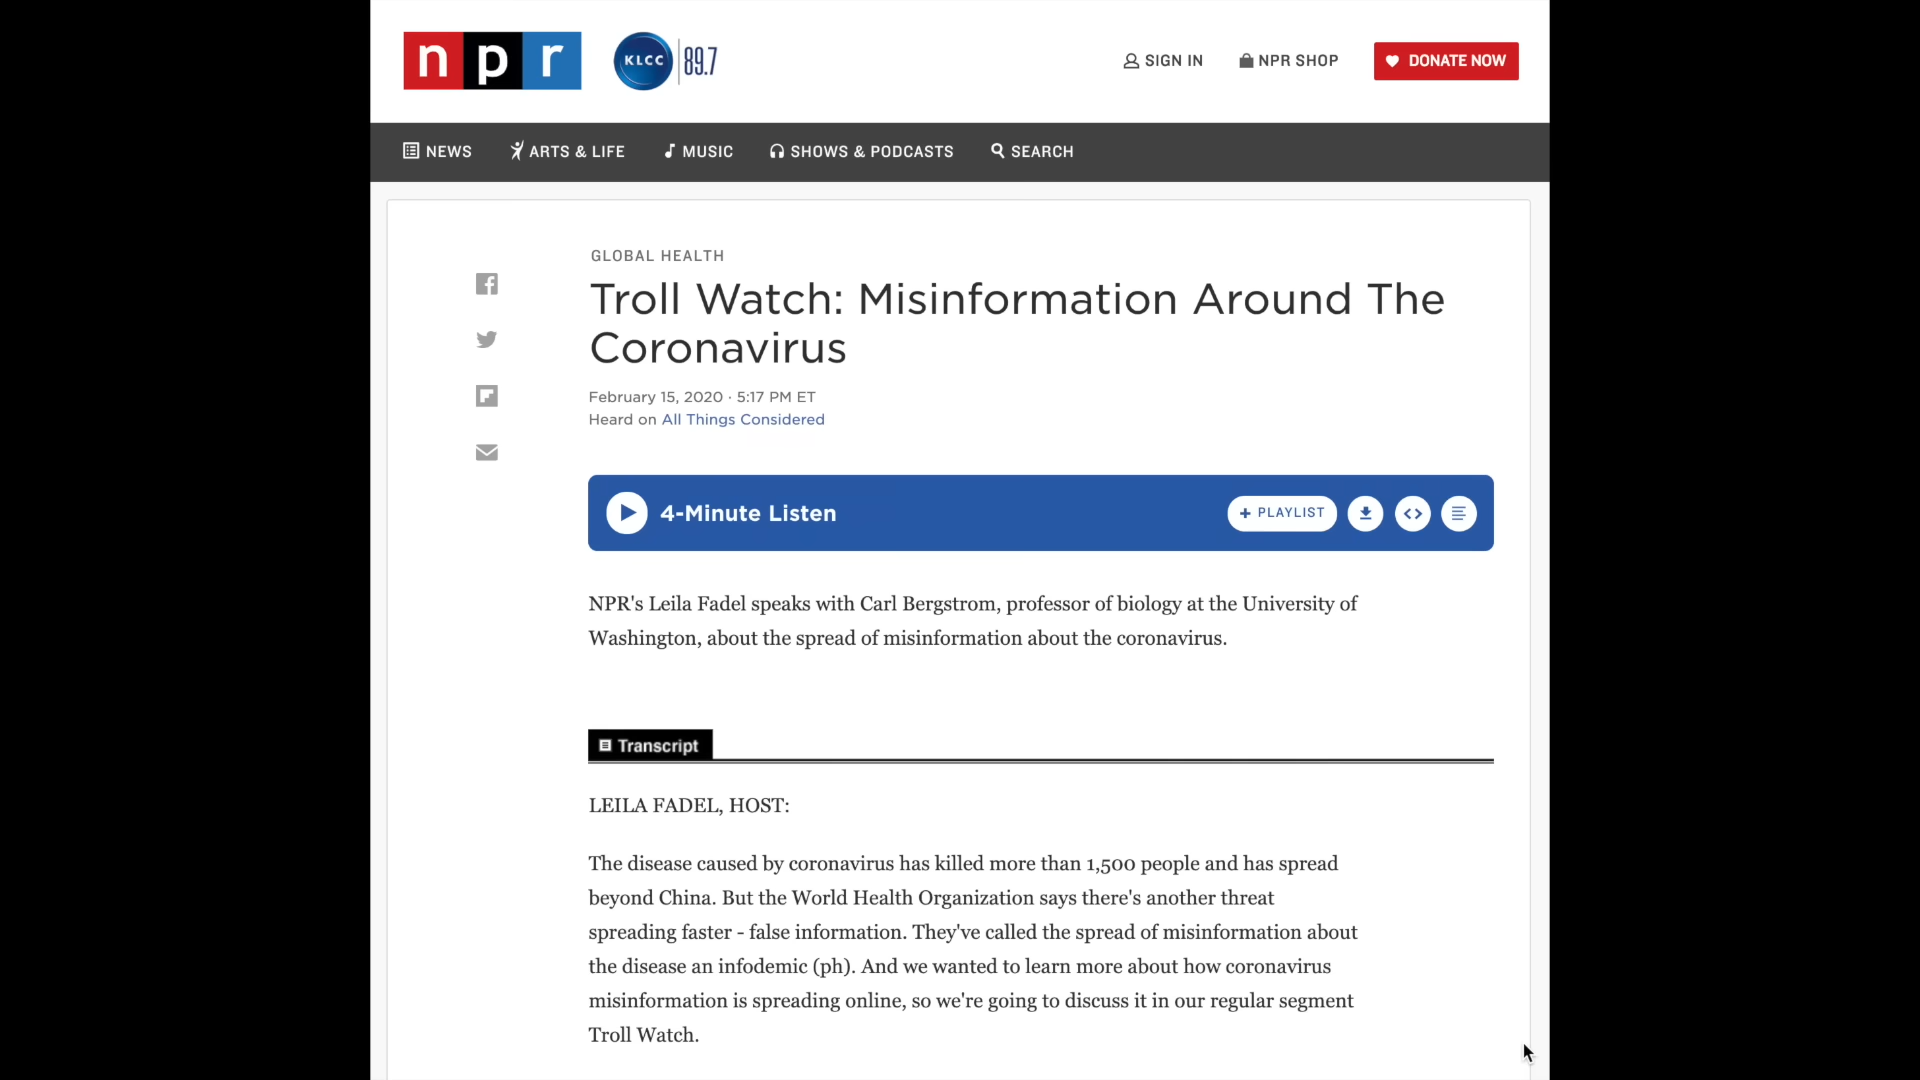 npr KLCC 89.7 SIGN IN NPR SHOP DONATE NOW
NEWS ARTS & LIFE MUSIC SHOWS & PODCASTS SEARCH
GLOBAL HEALTH
Troll Watch: Misinformation Around The
Coronavirus
February 15, 2020 · 5:17 PM ET
Heard on All Things Considered
4-Minute Listen + PLAYLIST
NPR's Leila Fadel speaks with Carl Bergstrom, professor of biology at the University of
Washington, about the spread of misinformation about the coronavirus.
Transcript
LEILA FADEL, HOST:
The disease caused by coronavirus has killed more than 1,500 people and has spread
beyond China. But the World Health Organization says there's another threat
spreading faster - false information. They've called the spread of misinformation about
the disease an infodemic (ph). And we wanted to learn more about how coronavirus
misinformation is spreading online, so we're going to discuss it in our regular segment
Troll Watch.